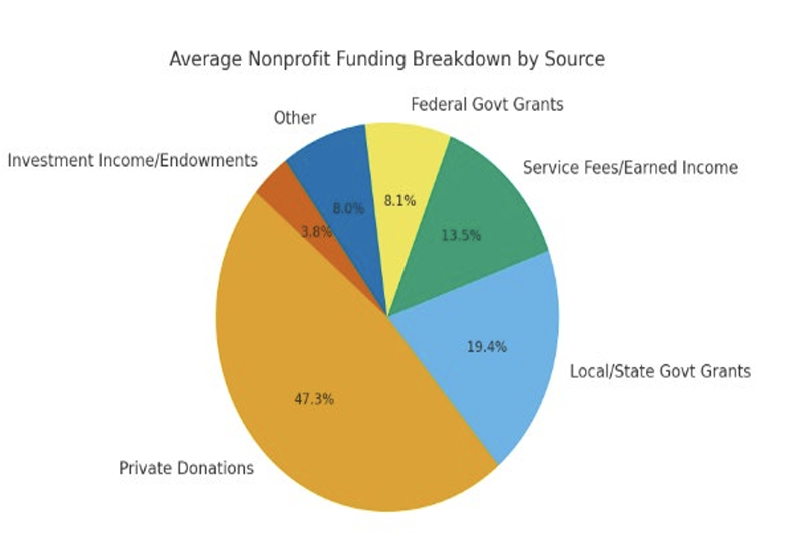 Average Nonprofit Funding Breakdown by Source
Federal Govt Grants
Other
Investment Income/Endowments
Service Fees/Earned Income
8.1%
8.0%
3.8%
13.5%
19.4%
Local/State Govt Grants
47.3%
Private Donations